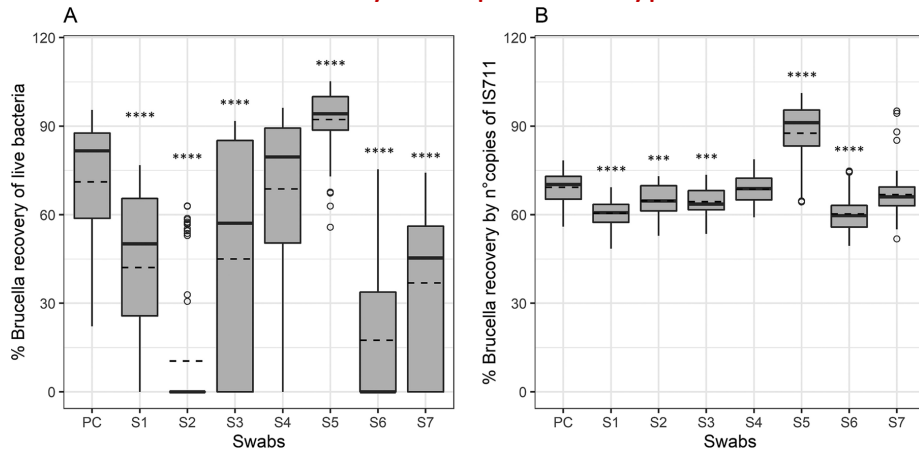 A
% Brucella recovery of live bacteria
120
90
60
30
0
****
****
****
****
****
****
PC S1 S2 S3 S4 S5 S6 S7
Swabs
B
% Brucella recovery by n°copies of IS711
120
90
60
30
0
****
***
***
****
****
PC S1 S2 S3 S4 S5 S6 S7
Swabs